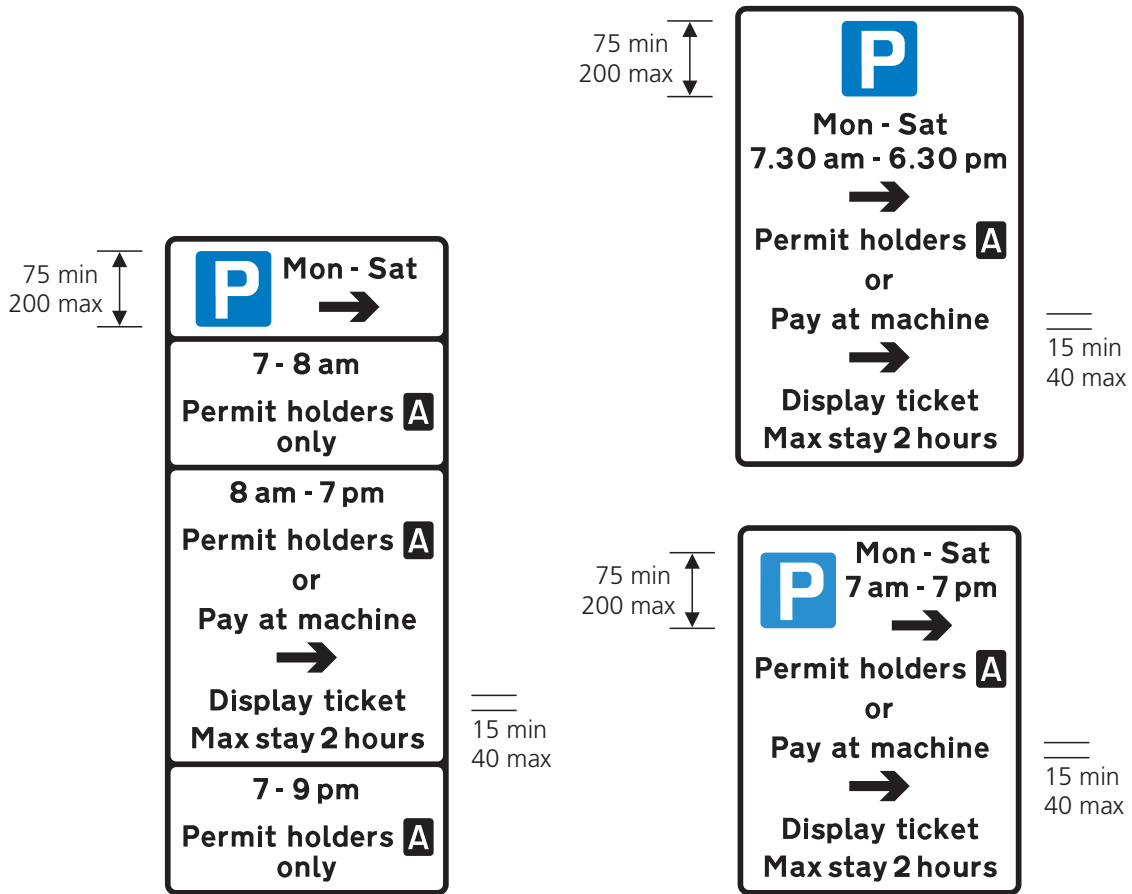 75 min
200 max
P
Mon - Sat
7 - 8 am
Permit holders A
only
8 am - 7 pm
Permit holders A
or
Pay at machine
Display ticket
Max stay 2 hours
15 min
40 max
7 - 9 pm
Permit holders A
only
75 min
200 max
P
Mon - Sat
7.30 am - 6.30 pm
Permit holders A
or
Pay at machine
15 min
40 max
Display ticket
Max stay 2 hours
75 min
200 max
P
Mon - Sat
7 am - 7 pm
Permit holders A
or
Pay at machine
15 min
40 max
Display ticket
Max stay 2 hours